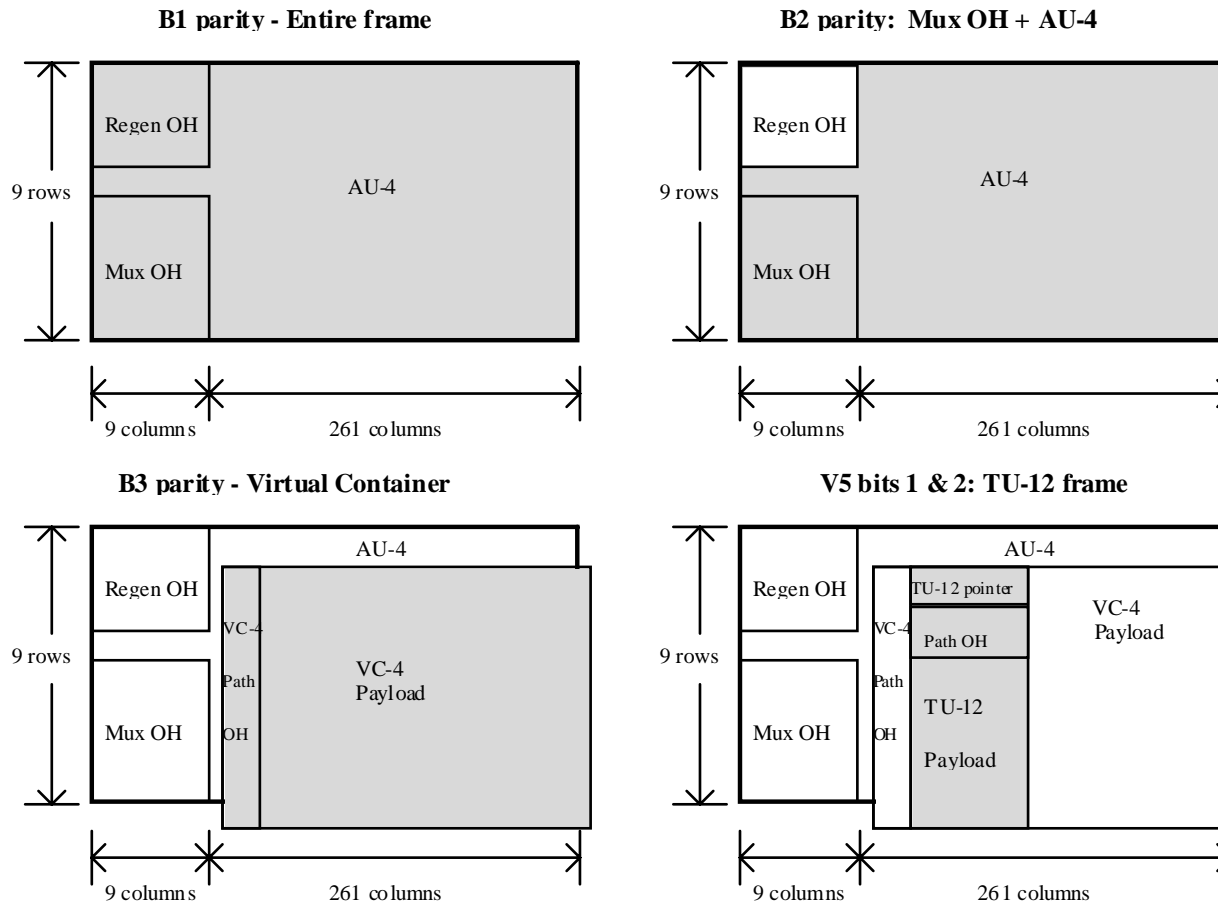 B1 parity - Entire frame
Regen OH
9 rows
AU-4
Mux OH
9 columns
261 columns
B2 parity: Mux OH + AU-4
Regen OH
9 rows
AU-4
Mux OH
9 columns
261 columns
B3 parity - Virtual Container
AU-4
Regen OH
VC-4
9 rows
VC-4
Payload
Path
Mux OH
OH
9 columns
261 columns
V5 bits 1 & 2: TU-12 frame
AU-4
Regen OH
TU-12 pointer
VC-4
Payload
VC-4
Path OH
9 rows
Path
TU-12
Mux OH
OH
Payload
9 columns
261 columns